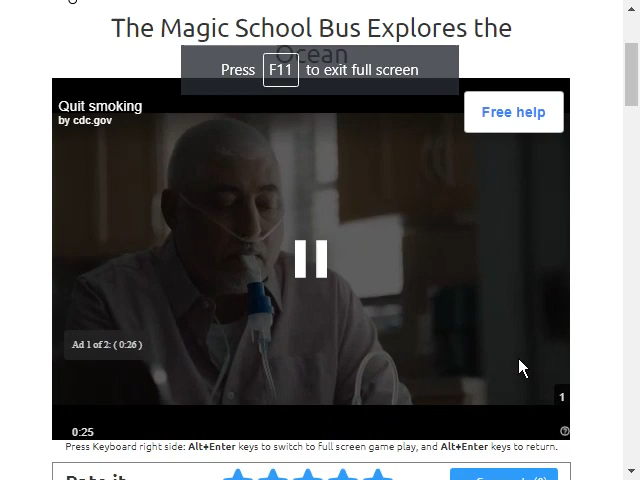 The Magic School Bus Explores the
Ocean
Press F11 to exit full screen
Quit smoking
by cdc.gov
Free help
Ad 1 of 2: ( 0:26 )
1
0:25
Press Keyboard right side: Alt+Enter keys to switch to full screen game play, and Alt+Enter keys to return.